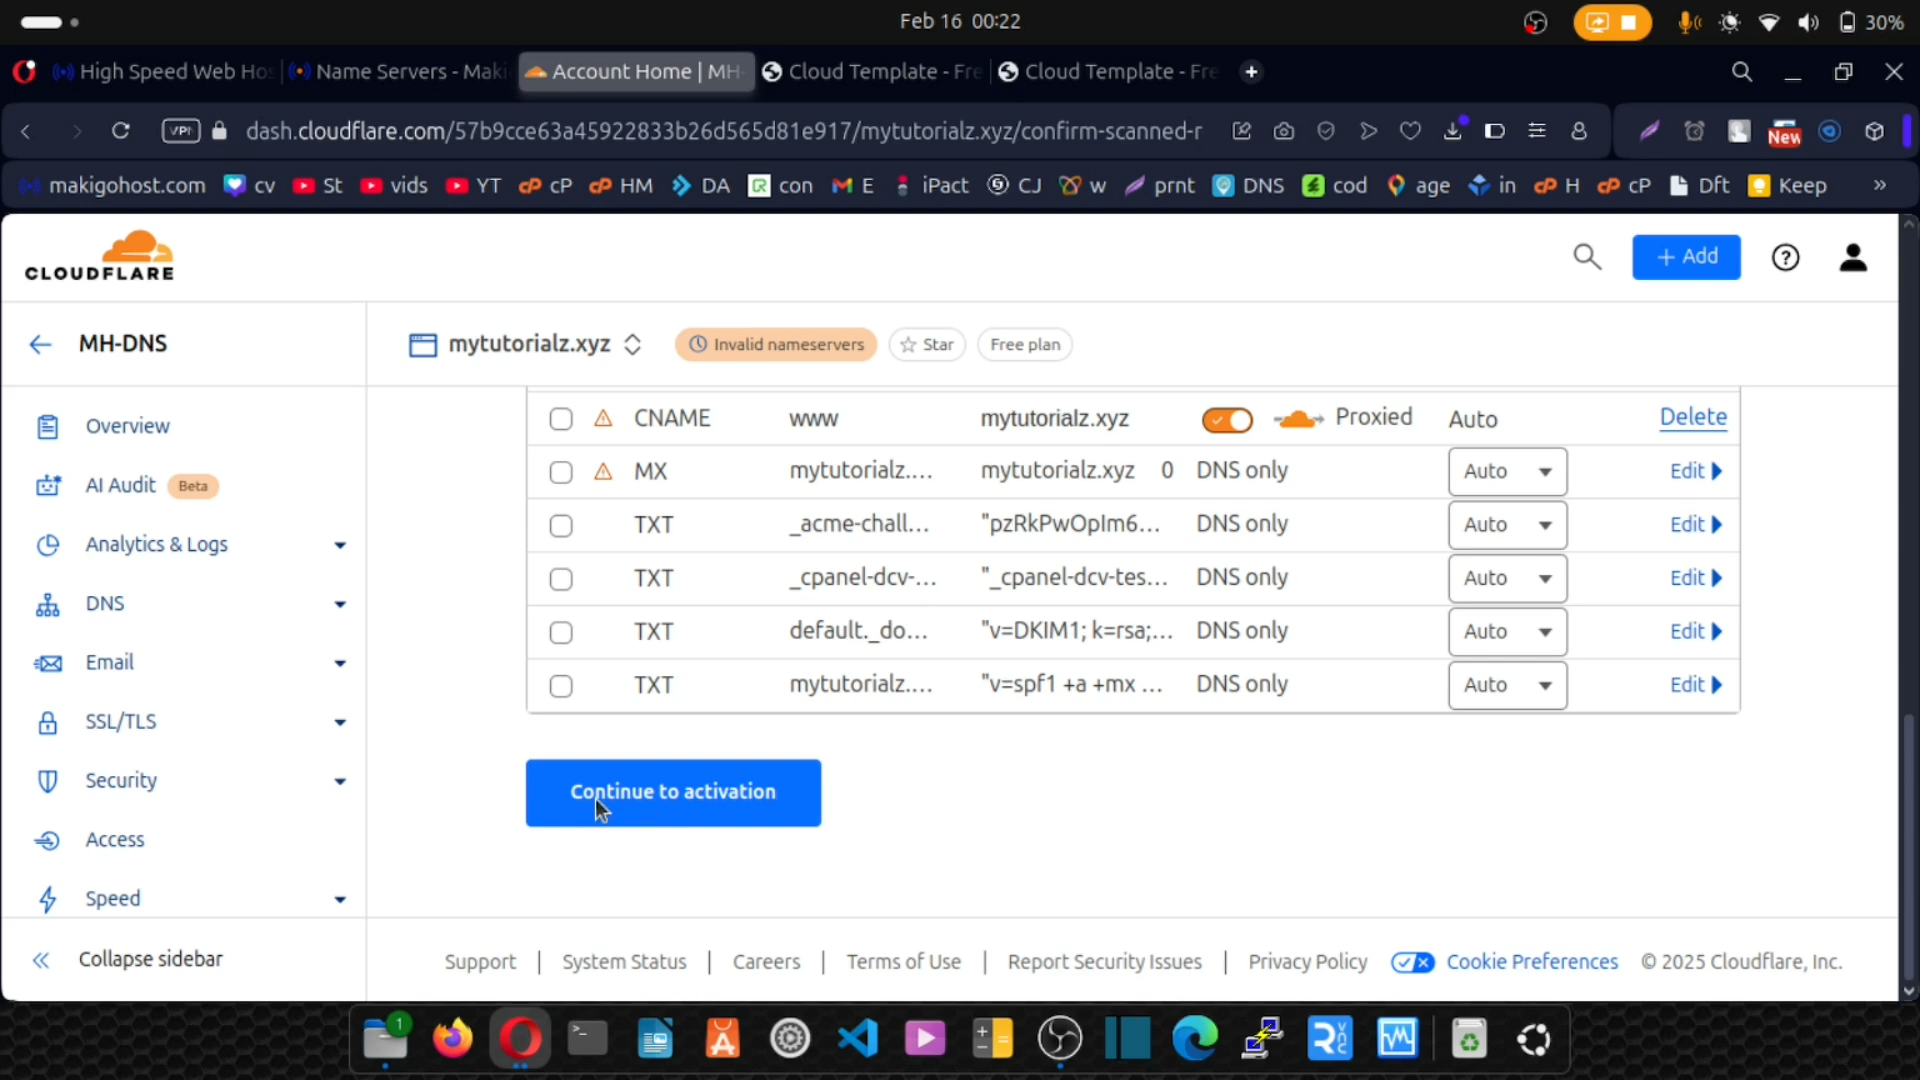 Feb 16 00:22
30%
High Speed Web Hos
Name Servers - Maki
Account Home | MH-
Cloud Template - Fre
Cloud Template - Fre
VPN
dash.cloudflare.com/57b9cce63a45922833b26d565d81e917/mytutorialz.xyz/confirm-scanned-r
New
makigohost.com
cv
St
vids
YT
cP
HM
DA
con
E
iPact
CJ
w
prnt
DNS
cod
age
in
H
cP
Dft
Keep
CLOUDFLARE
+ Add
MH-DNS
mytutorialz.xyz
Invalid nameservers
Star
Free plan
Overview
AI Audit Beta
Analytics & Logs
DNS
Email
SSL/TLS
Security
Access
Speed
Collapse sidebar
CNAME www mytutorialz.xyz Proxied Auto Delete
MX mytutorialz.... mytutorialz.xyz 0 DNS only Auto Edit
TXT _acme-chall... "pzRkPwOpIm6... DNS only Auto Edit
TXT _cpanel-dcv-... "_cpanel-dcv-tes... DNS only Auto Edit
TXT default._do... "v=DKIM1; k=rsa;... DNS only Auto Edit
TXT mytutorialz.... "v=spf1 +a +mx ... DNS only Auto Edit
Continue to activation
Support | System Status | Careers | Terms of Use | Report Security Issues | Privacy Policy Cookie Preferences © 2025 Cloudflare, Inc.
1